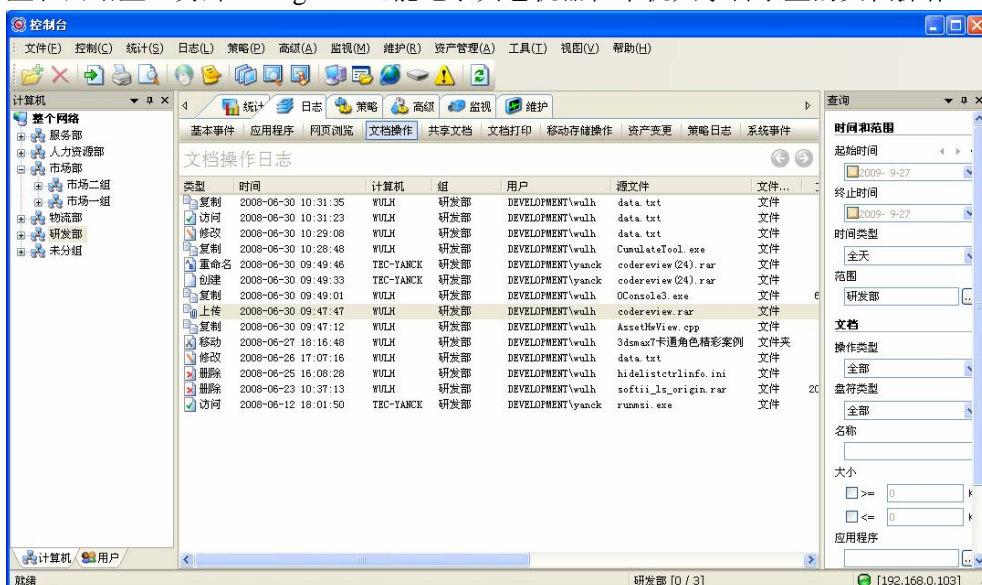 控制台
文件(F) 控制(C) 统计(S) 日志(L) 策略(P) 高级(A) 监视(M) 维护(R) 资产管理(A) 工具(T) 视图(V) 帮助(H)
计算机
整个网络
服务部
人力资源部
市场部
市场二组
市场一组
物流部
研发部
未分组
统计 日志 策略 高级 监视 维护
基本事件 应用程序 网页浏览 文档操作 共享文档 文档打印 移动存储操作 资产变更 策略日志 系统事件
文档操作日志
类型 时间 计算机 组 用户 源文件 文件...
复制 2008-06-30 10:31:35 WULH 研发部 DEVELOPMENT\wulh data.txt 文件
访问 2008-06-30 10:31:23 WULH 研发部 DEVELOPMENT\wulh data.txt 文件
修改 2008-06-30 10:29:08 WULH 研发部 DEVELOPMENT\wulh data.txt 文件
复制 2008-06-30 10:28:48 WULH 研发部 DEVELOPMENT\wulh CumulateTool.exe 文件
重命名 2008-06-30 09:49:46 TEC-YANCK 研发部 DEVELOPMENT\yanck codereview(24).rar 文件
创建 2008-06-30 09:49:33 TEC-YANCK 研发部 DEVELOPMENT\yanck codereview(24).rar 文件
复制 2008-06-30 09:49:01 WULH 研发部 DEVELOPMENT\wulh OConsole3.exe 文件 6
上传 2008-06-30 09:47:47 WULH 研发部 DEVELOPMENT\wulh codereview.rar 文件
复制 2008-06-30 09:47:12 WULH 研发部 DEVELOPMENT\wulh AssetHwView.cpp 文件
移动 2008-06-27 18:16:48 WULH 研发部 DEVELOPMENT\wulh 3dsmax7卡通角色精彩案例 文件夹
修改 2008-06-26 17:07:16 WULH 研发部 DEVELOPMENT\wulh data.txt 文件
删除 2008-06-25 16:08:28 WULH 研发部 DEVELOPMENT\wulh hidelistctrlinfo.ini 文件
删除 2008-06-23 10:37:13 WULH 研发部 DEVELOPMENT\wulh softii_ls_origin.rar 文件 20
访问 2008-06-12 18:01:50 TEC-YANCK 研发部 DEVELOPMENT\yanck runmsi.exe 文件
查询
时间和范围
起始时间
2009- 9-27
终止时间
2009- 9-27
时间类型
全天
范围
研发部
文档
操作类型
全部
盘符类型
全部
名称
大小
>= 0
<= 0
应用程序
计算机 用户
就绪
研发部 [0 / 3]
[192.168.0.103]